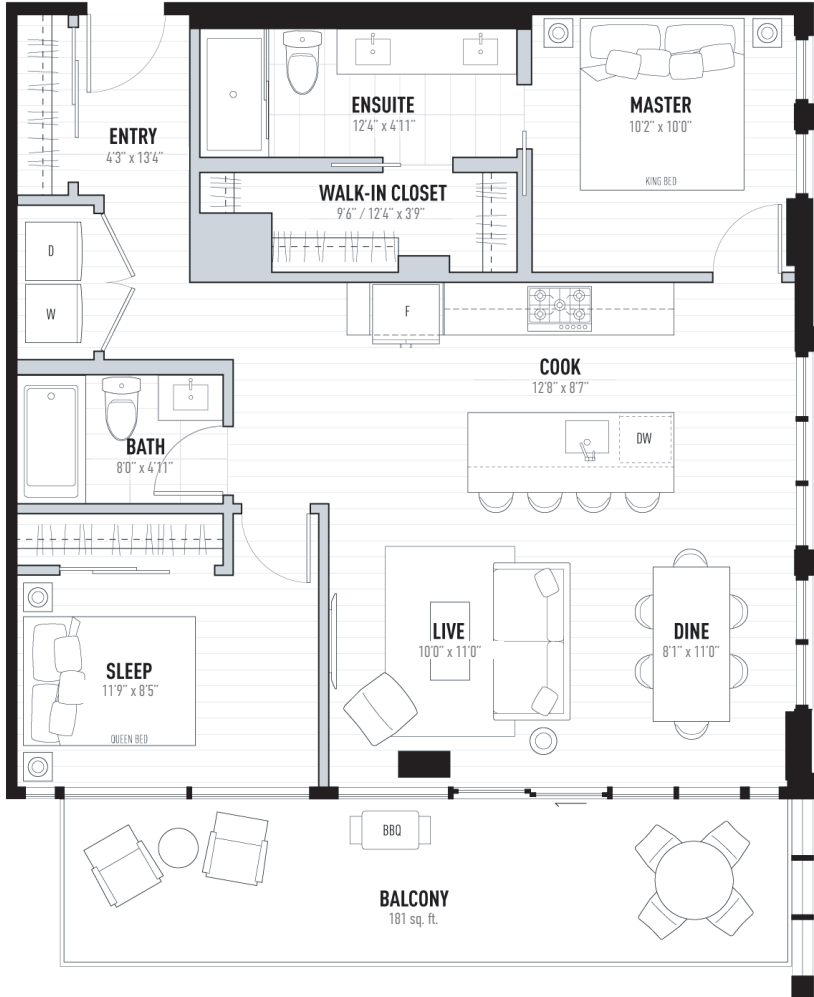 ENTRY
4'3" x 13'4"
ENSUITE
12'4" x 4'11"
MASTER
10'2" x 10'0"
KING BED
WALK-IN CLOSET
9'6" / 12'4" x 3'9"
D
W
F
COOK
12'8" x 8'7"
DW
BATH
8'0" x 4'11"
LIVE
10'0" x 11'0"
DINE
8'1" x 11'0"
SLEEP
11'9" x 8'5"
QUEEN BED
BBQ
BALCONY
181 sq. ft.